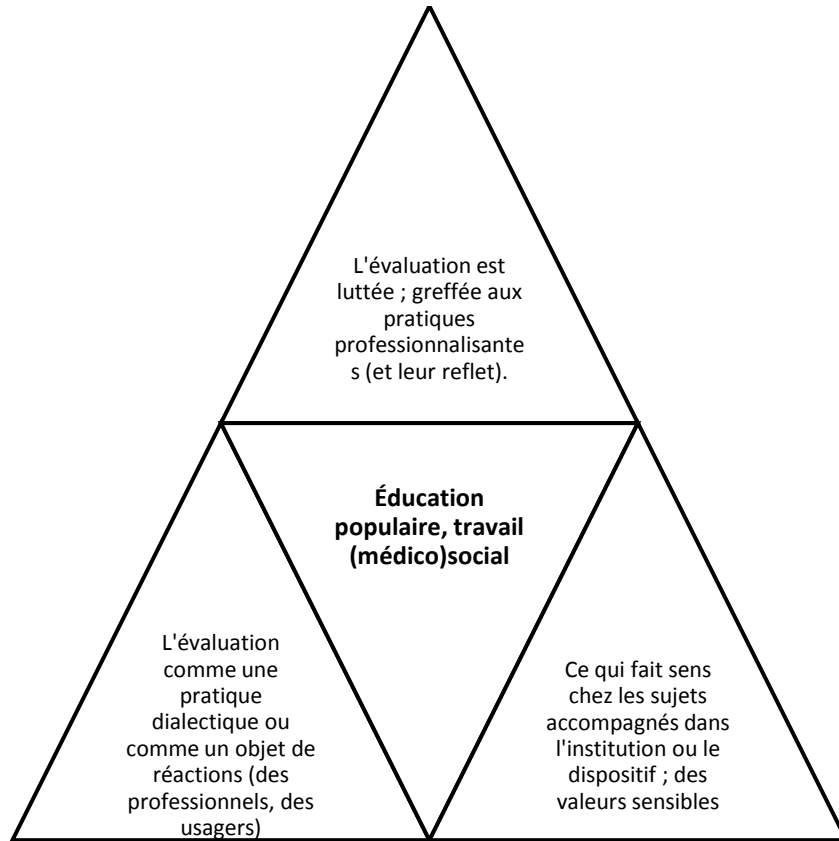 L'évaluation est
luttée ; greffée aux
pratiques
professionnalisante
s (et leur reflet).
Éducation
populaire, travail
(médico)social
L'évaluation
comme une
pratique
dialectique ou
comme un objet de
réactions (des
professionnels, des
usagers)
Ce qui fait sens
chez les sujets
accompagnés dans
l'institution ou le
dispositif ; des
valeurs sensibles